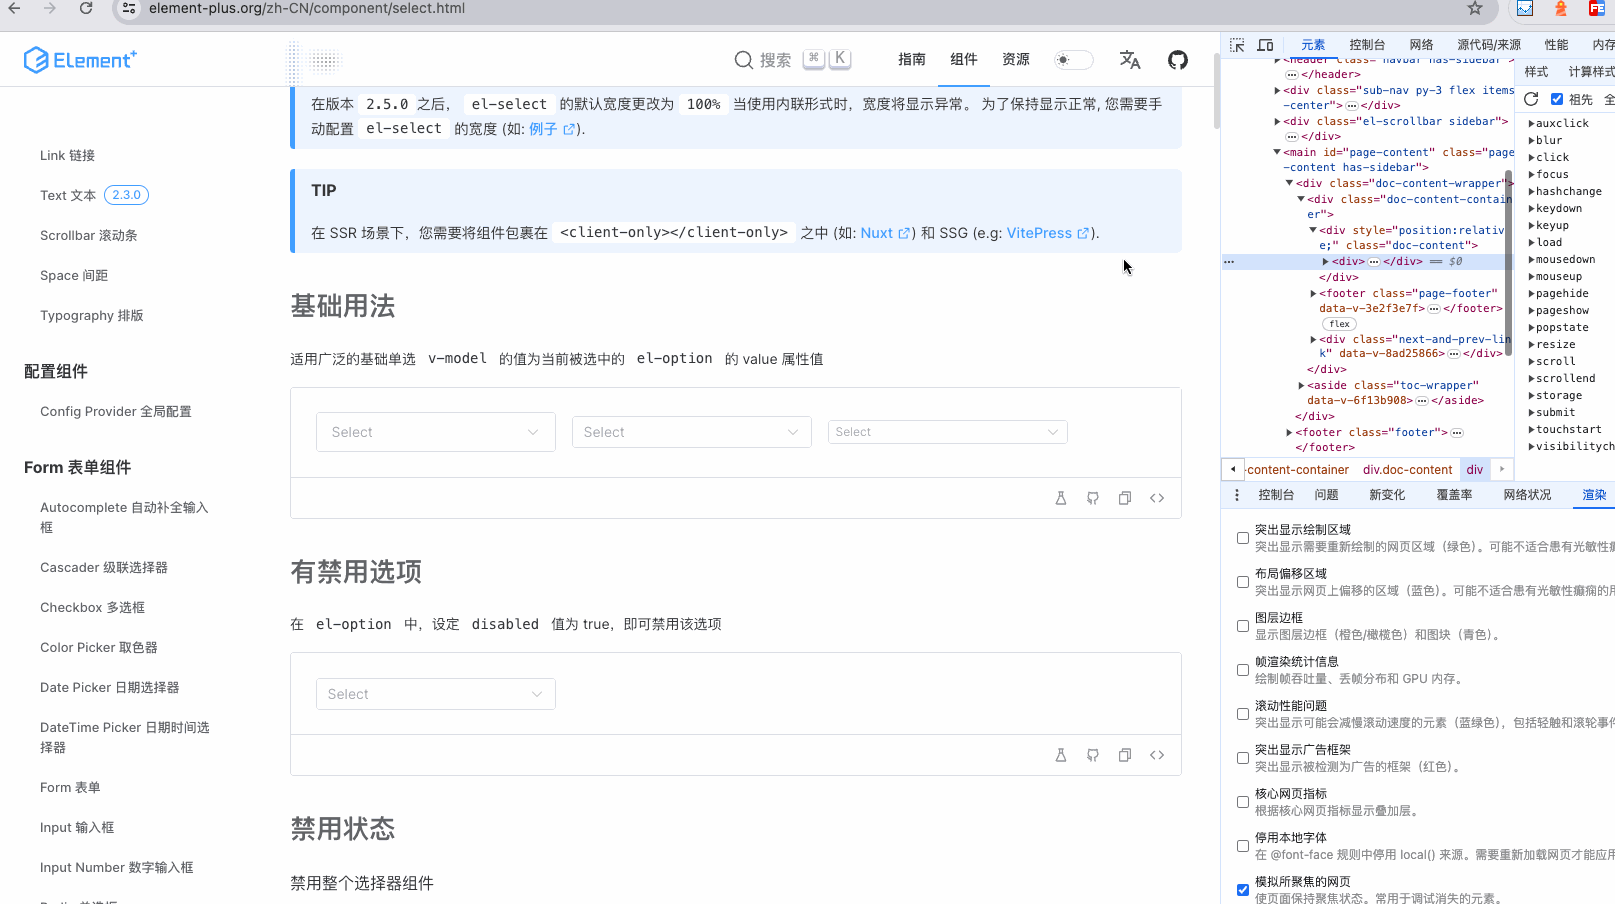 element-plus.org/zh-CN/component/select.html
Element+
搜索
⌘ K
指南
组件
资源
Link 链接
Text 文本 2.3.0
Scrollbar 滚动条
Space 间距
Typography 排版
配置组件
Config Provider 全局配置
Form 表单组件
Autocomplete 自动补全输入
框
Cascader 级联选择器
Checkbox 多选框
Color Picker 取色器
Date Picker 日期选择器
DateTime Picker 日期时间选
择器
Form 表单
Input 输入框
Input Number 数字输入框
在版本 2.5.0 之后， el-select 的默认宽度更改为 100% 当使用内联形式时，宽度将显示异常。 为了保持显示正常, 您需要手
动配置 el-select 的宽度 (如: 例子).
TIP
在 SSR 场景下，您需要将组件包裹在 <client-only></client-only> 之中 (如: Nuxt) 和 SSG (e.g: VitePress).
基础用法
适用广泛的基础单选 v-model 的值为当前被选中的 el-option 的 value 属性值
Select
Select
Select
有禁用选项
在 el-option 中，设定 disabled 值为 true，即可禁用该选项
Select
禁用状态
禁用整个选择器组件
元素
控制台
网络
源代码/来源
性能
内存
<header class="navbar has-sidebar">
</header>
<div class="sub-nav py-3 flex items
-center"> </div>
<div class="el-scrollbar sidebar">
</div>
<main id="page-content" class="page
-content has-sidebar">
<div class="doc-content-wrapper">
<div class="doc-content-contain
er">
<div style="position:relativ
e;" class="doc-content">
<div> </div> == $0
</div>
<footer class="page-footer"
data-v-3e2f3e7f> </footer>
flex
<div class="next-and-prev-lin
k" data-v-8ad25866> </div>
</div>
<aside class="toc-wrapper"
data-v-6f13b908> </aside>
</div>
<footer class="footer">
</footer>
-content-container
div.doc-content
div
样式
计算样式
祖先
全
auxclick
blur
click
focus
hashchange
keydown
keyup
load
mousedown
mouseup
pagehide
pageshow
popstate
resize
scroll
scrollend
storage
submit
touchstart
visibilitych
控制台
问题
新变化
覆盖率
网络状况
渲染
突出显示绘制区域
突出显示需要重新绘制的网页区域（绿色）。可能不适合患有光敏性癫
布局偏移区域
突出显示网页上偏移的区域（蓝色）。可能不适合患有光敏性癫痫的用
图层边框
显示图层边框（橙色/橄榄色）和图块（青色）。
帧渲染统计信息
绘制帧吞吐量、丢帧分布和 GPU 内存。
滚动性能问题
突出显示可能会减慢滚动速度的元素（蓝绿色），包括轻触和滚轮事件
突出显示广告框架
突出显示被检测为广告的框架（红色）。
核心网页指标
根据核心网页指标显示叠加层。
停用本地字体
在 @font-face 规则中停用 local() 来源。需要重新加载网页才能应用
模拟所聚焦的网页
使页面保持聚焦状态。常用于调试消失的元素。